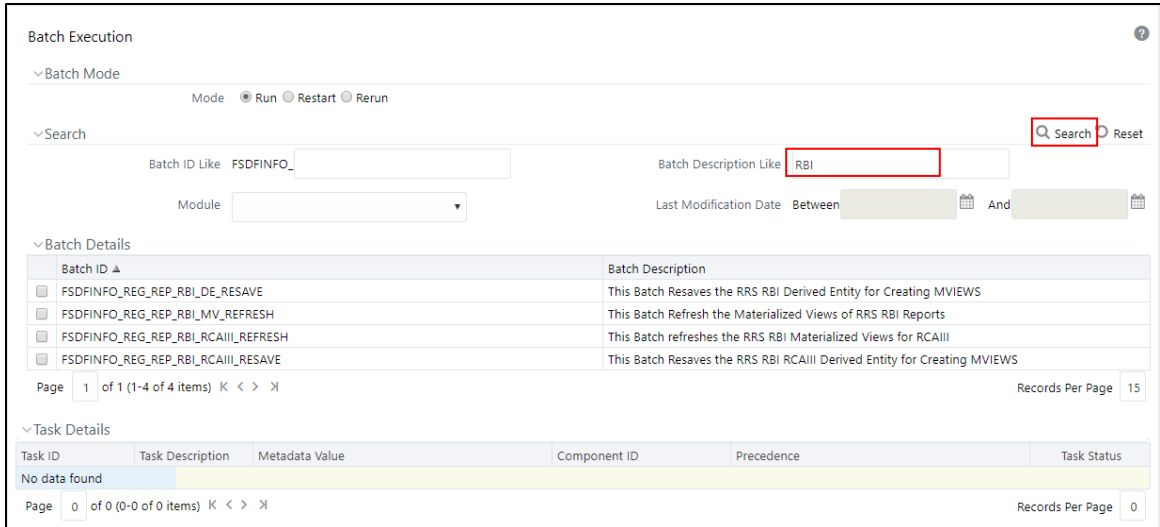 Batch Execution
Batch Mode
Mode Run Restart Rerun
Search Search Reset
Batch ID Like FSDFINFO_ Batch Description Like RBI
Module Last Modification Date Between And
Batch Details
Batch ID Batch Description
FSDFINFO_REG_REP_RBI_DE_RESAVE This Batch Resaves the RRS RBI Derived Entity for Creating MVIEWS
FSDFINFO_REG_REP_RBI_MV_REFRESH This Batch Refresh the Materialized Views of RRS RBI Reports
FSDFINFO_REG_REP_RBI_RCAIII_REFRESH This Batch refreshes the RRS RBI Materialized Views for RCAIII
FSDFINFO_REG_REP_RBI_RCAIII_RESAVE This Batch Resaves the RRS RBI RCAIII Derived Entity for Creating MVIEWS
Page 1 of 1 (1-4 of 4 items) Records Per Page 15
Task Details
Task ID Task Description Metadata Value Component ID Precedence Task Status
No data found
Page 0 of 0 (0-0 of 0 items) Records Per Page 0